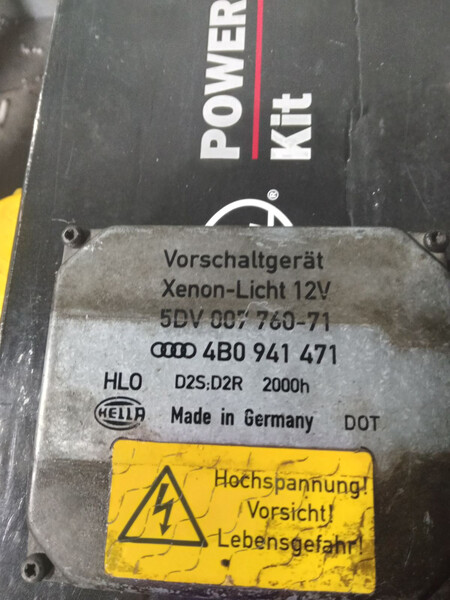 POWER
Kit
®
Vorschaltgerät
Xenon-Licht 12V
5DV 007 760-71
4B0 941 471
HLO D2S;D2R 2000h
HELLA Made in Germany DOT
Hochspannung!
Vorsicht!
Lebensgefahr!